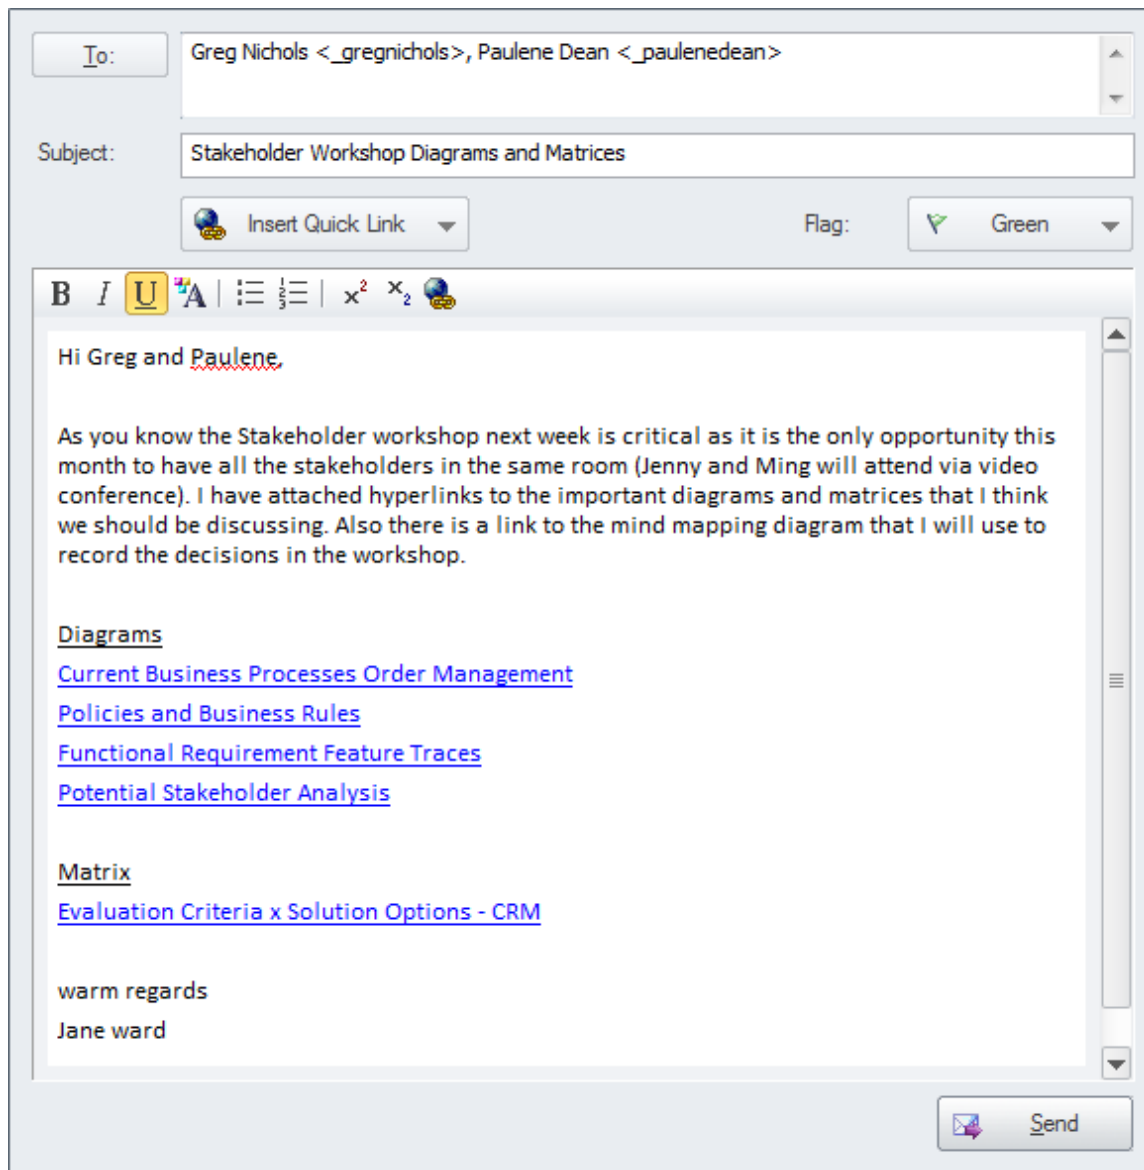 To: Greg Nichols <_gregnichols>, Paulene Dean <_paulenedean>
Subject: Stakeholder Workshop Diagrams and Matrices
Insert Quick Link Flag: Green
B I U A 1 2 3 x² x₂
Hi Greg and Paulene,
As you know the Stakeholder workshop next week is critical as it is the only opportunity this
month to have all the stakeholders in the same room (Jenny and Ming will attend via video
conference). I have attached hyperlinks to the important diagrams and matrices that I think
we should be discussing. Also there is a link to the mind mapping diagram that I will use to
record the decisions in the workshop.
Diagrams
Current Business Processes Order Management
Policies and Business Rules
Functional Requirement Feature Traces
Potential Stakeholder Analysis
Matrix
Evaluation Criteria x Solution Options - CRM
warm regards
Jane ward
Send